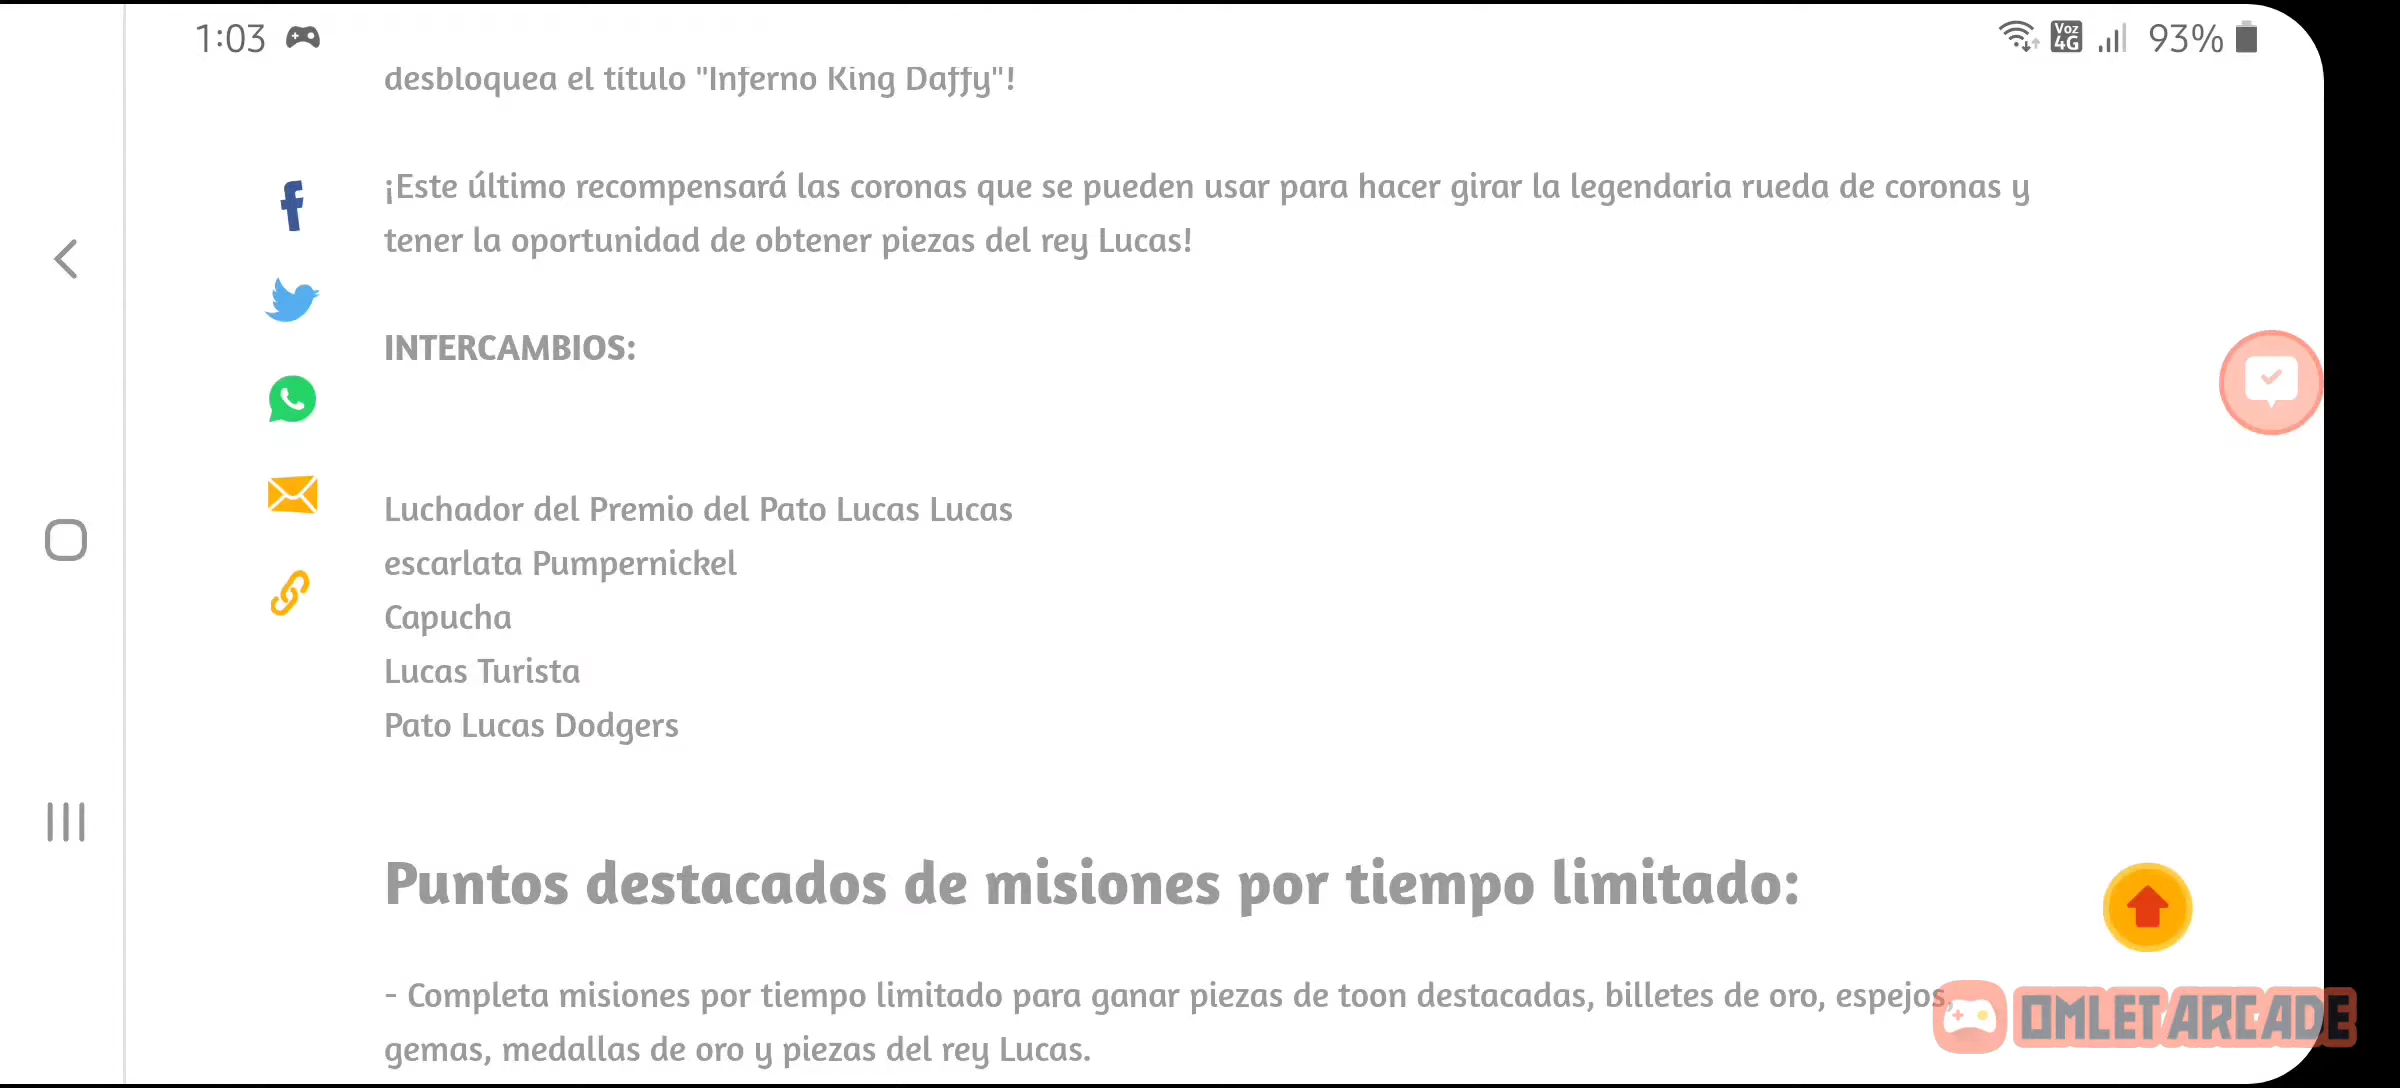 1:03
Voz 4G 93%
desbloquea el título "Inferno King Daffy"!
¡Este último recompensará las coronas que se pueden usar para hacer girar la legendaria rueda de coronas y
tener la oportunidad de obtener piezas del rey Lucas!
INTERCAMBIOS:
Luchador del Premio del Pato Lucas Lucas
escarlata Pumpernickel
Capucha
Lucas Turista
Pato Lucas Dodgers
Puntos destacados de misiones por tiempo limitado:
- Completa misiones por tiempo limitado para ganar piezas de toon destacadas, billetes de oro, espejos,
gemas, medallas de oro y piezas del rey Lucas.
OMLET ARCADE